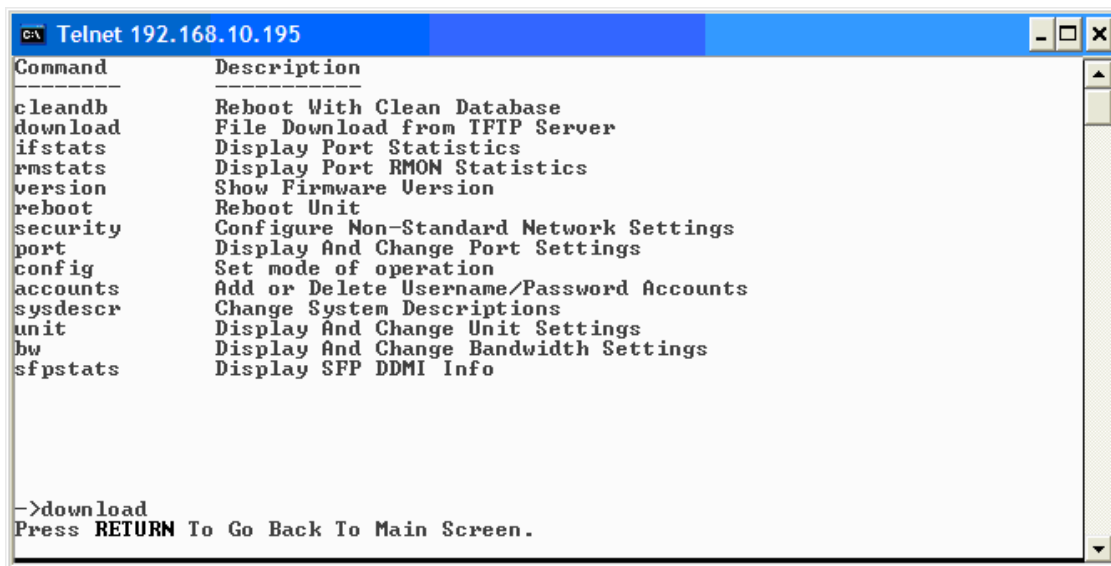 Telnet 192.168.10.195
Command Description
-------- -----------
cleandb Reboot With Clean Database
download File Download from TFTP Server
ifstats Display Port Statistics
rmstats Display Port RMON Statistics
version Show Firmware Version
reboot Reboot Unit
security Configure Non-Standard Network Settings
port Display And Change Port Settings
config Set mode of operation
accounts Add or Delete Username/Password Accounts
sysdescr Change System Descriptions
unit Display And Change Unit Settings
bw Display And Change Bandwidth Settings
sfpstats Display SFP DDMI Info
->download
Press RETURN To Go Back To Main Screen.